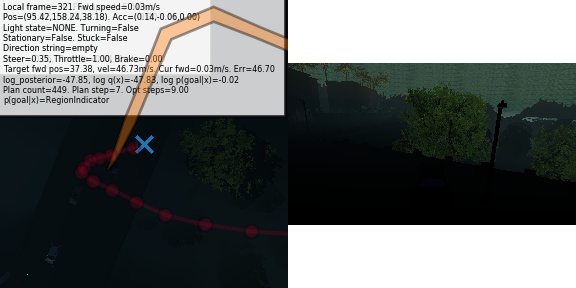 Local frame=321. Fwd speed=0.03m/s
Pos=(95.42,158.24,38.18). Acc=(0.14,-0.06,0.00)
Light state=NONE. Turning=False
Stationary=False. Stuck=False
Direction string=empty
Steer=0.35, Throttle=1.00, Brake=0.00
Target fwd pos=37.38, vel=46.73m/s. Cur fwd=0.03m/s. Err=46.70
log_posterior=-47.85, log q(x)=-47.83, log p(goal|x)=-0.02
Plan count=449. Plan step=7. Opt steps=9.00
p(goal|x)=RegionIndicator